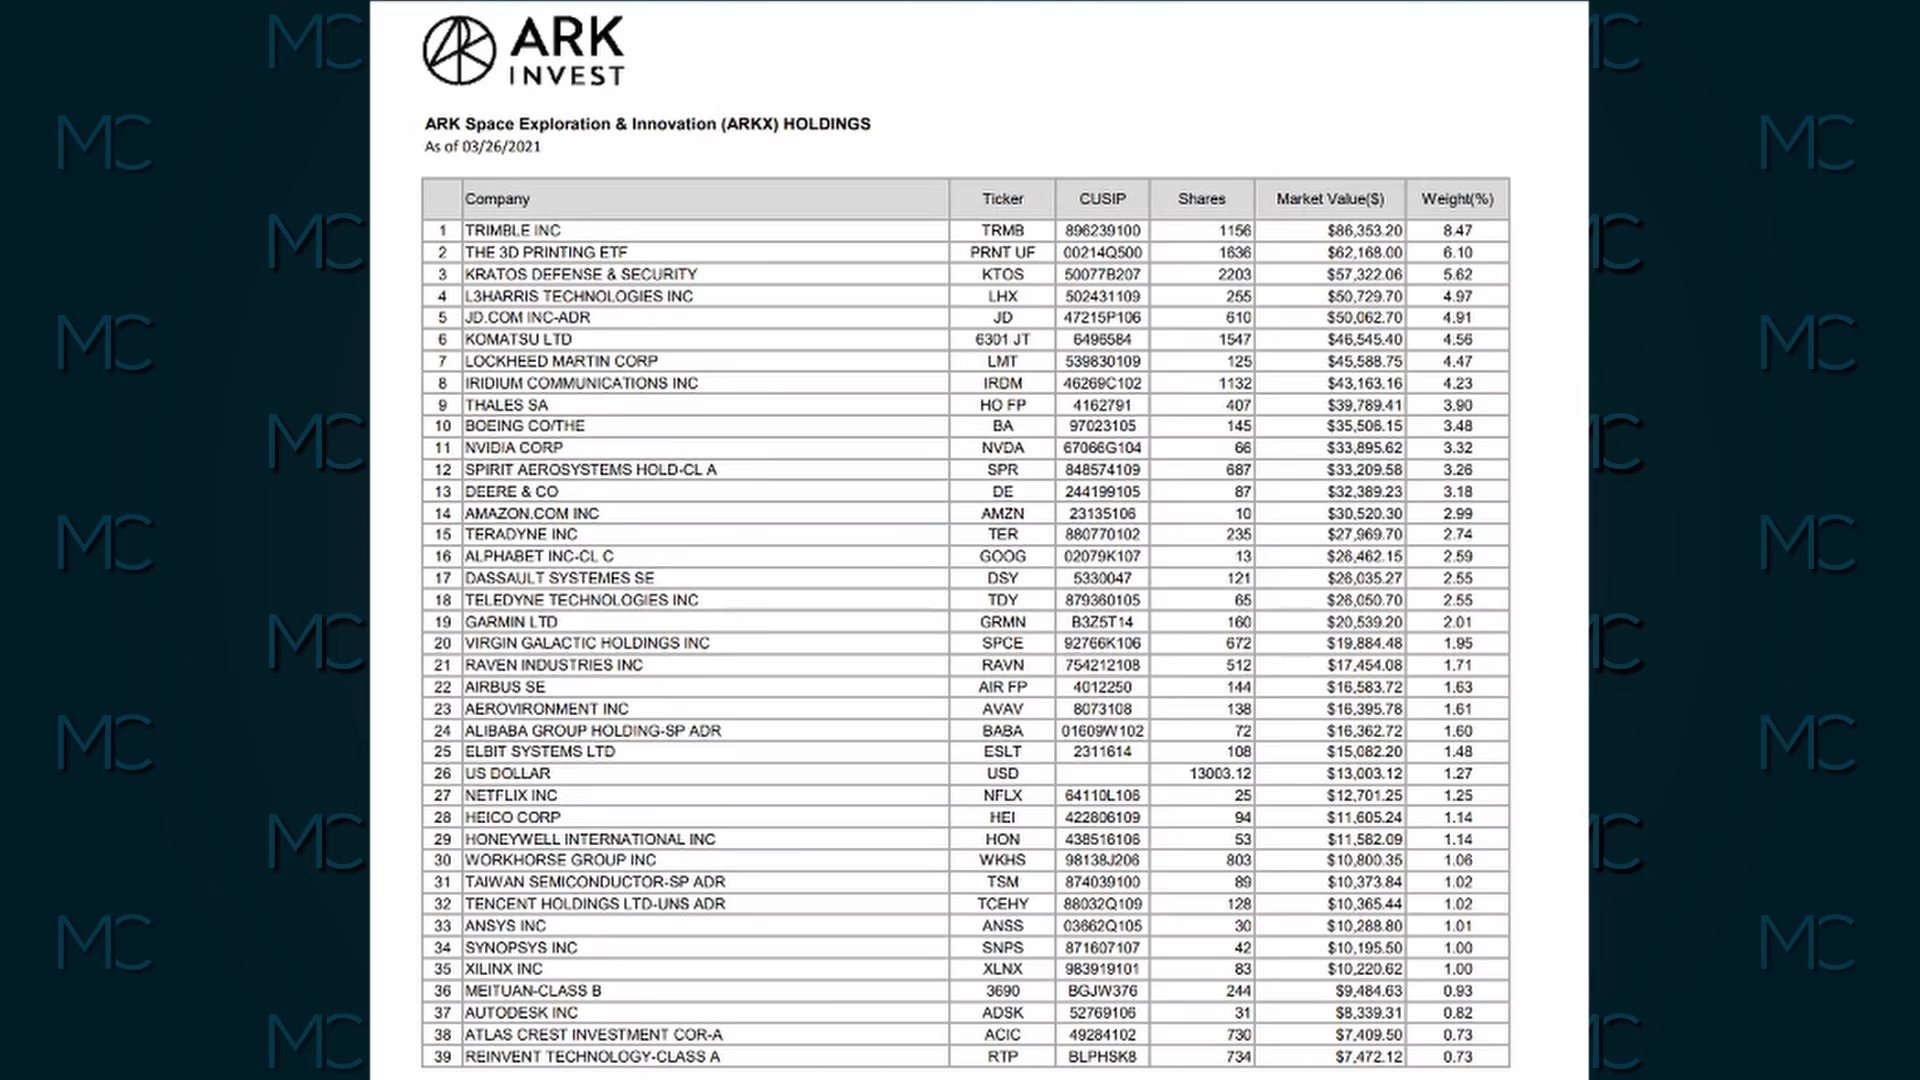 ARK
INVEST
ARK Space Exploration & Innovation (ARKX) HOLDINGS
As of 03/26/2021
Company Ticker CUSIP Shares Market Value($) Weight(%)
1 TRIMBLE INC TRMB 896239100 1156 $86,353.20 8.47
2 THE 3D PRINTING ETF PRNT UF 00214Q500 1636 $62,168.00 6.10
3 KRATOS DEFENSE & SECURITY KTOS 50077B207 2203 $57,322.06 5.62
4 L3HARRIS TECHNOLOGIES INC LHX 502431109 255 $50,729.70 4.97
5 JD.COM INC-ADR JD 47215P106 610 $50,062.70 4.91
6 KOMATSU LTD 6301 JT 6496584 1547 $46,545.40 4.56
7 LOCKHEED MARTIN CORP LMT 539830109 125 $45,588.75 4.47
8 IRIDIUM COMMUNICATIONS INC IRDM 46269C102 1132 $43,163.16 4.23
9 THALES SA HO FP 4162791 407 $39,789.41 3.90
10 BOEING CO/THE BA 97023105 145 $35,506.15 3.48
11 NVIDIA CORP NVDA 67066G104 66 $33,895.62 3.32
12 SPIRIT AEROSYSTEMS HOLD-CL A SPR 848574109 687 $33,209.58 3.26
13 DEERE & CO DE 244199105 87 $32,389.23 3.18
14 AMAZON.COM INC AMZN 23135106 10 $30,520.30 2.99
15 TERADYNE INC TER 880770102 235 $27,969.70 2.74
16 ALPHABET INC-CL C GOOG 02079K107 13 $26,462.15 2.59
17 DASSAULT SYSTEMES SE DSY 5330047 121 $26,035.27 2.55
18 TELEDYNE TECHNOLOGIES INC TDY 879360105 65 $26,050.70 2.55
19 GARMIN LTD GRMN B3Z5T14 160 $20,539.20 2.01
20 VIRGIN GALACTIC HOLDINGS INC SPCE 92766K106 672 $19,884.48 1.95
21 RAVEN INDUSTRIES INC RAVN 754212108 512 $17,454.08 1.71
22 AIRBUS SE AIR FP 4012250 144 $16,583.72 1.63
23 AEROVIRONMENT INC AVAV 8073108 138 $16,395.78 1.61
24 ALIBABA GROUP HOLDING-SP ADR BABA 01609W102 72 $16,362.72 1.60
25 ELBIT SYSTEMS LTD ESLT 2311614 108 $15,082.20 1.48
26 US DOLLAR USD 13003.12 $13,003.12 1.27
27 NETFLIX INC NFLX 64110L106 25 $12,701.25 1.25
28 HEICO CORP HEI 422806109 94 $11,605.24 1.14
29 HONEYWELL INTERNATIONAL INC HON 438516106 53 $11,582.09 1.14
30 WORKHORSE GROUP INC WKHS 98138J206 803 $10,800.35 1.06
31 TAIWAN SEMICONDUCTOR-SP ADR TSM 874039100 89 $10,373.84 1.02
32 TENCENT HOLDINGS LTD-UNS ADR TCEHY 88032Q109 128 $10,365.44 1.02
33 ANSYS INC ANSS 03662Q105 30 $10,288.80 1.01
34 SYNOPSYS INC SNPS 871607107 42 $10,195.50 1.00
35 XILINX INC XLNX 983919101 83 $10,220.62 1.00
36 MEITUAN-CLASS B 3690 BGJW376 244 $9,484.63 0.93
37 AUTODESK INC ADSK 52769106 31 $8,339.31 0.82
38 ATLAS CREST INVESTMENT COR-A ACIC 49284102 730 $7,409.50 0.73
39 REINVENT TECHNOLOGY-CLASS A RTP BLPHSK8 734 $7,472.12 0.73